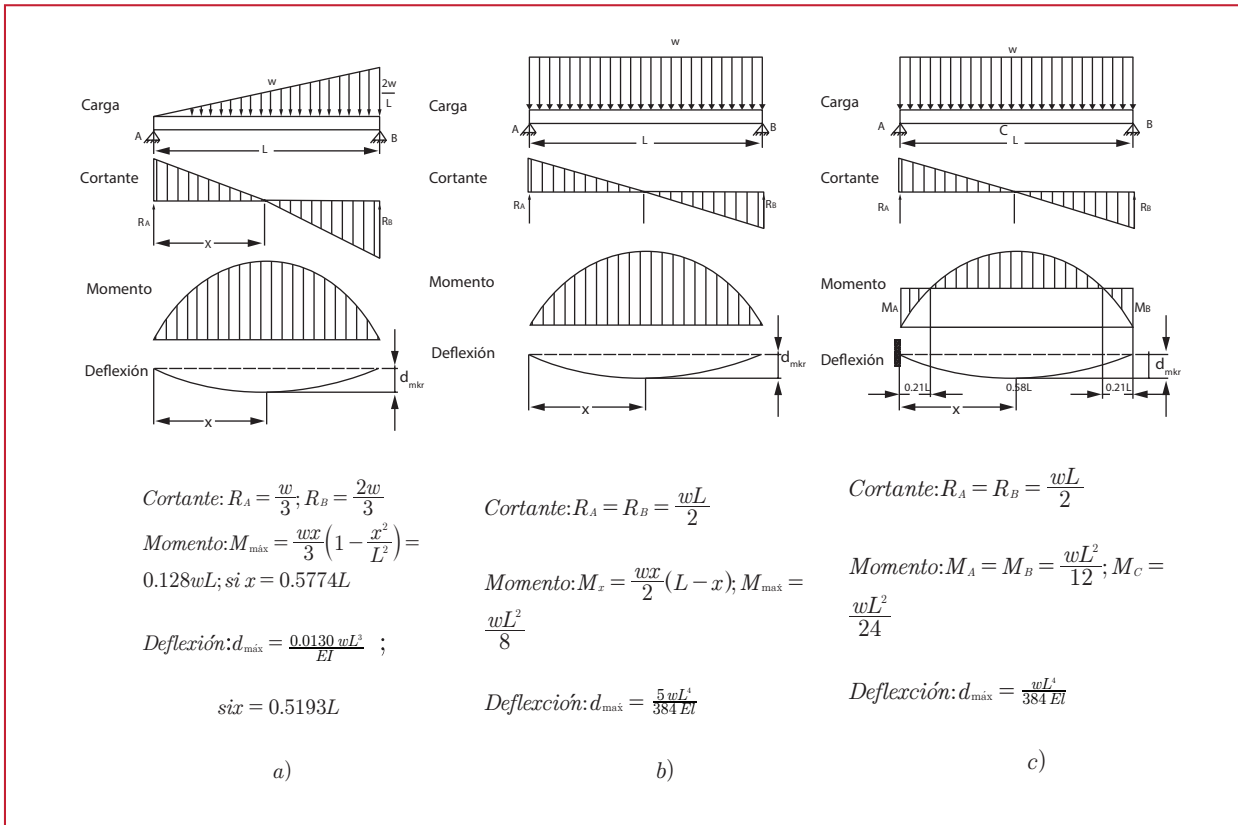 w
2w
L
Carga
A
B
L
Cortante
RA
RB
x
Momento
Deflexión
dmkr
x
Cortante: RA = w/3; RB = 2w/3
Momento: Mmáx = wx/3 (1 − x²/L²) =
0.128wL; si x = 0.5774L
Deflexión: dmáx = 0.0130 wL³/EI ;
six = 0.5193L
a)
w
Carga
A
B
L
Cortante
RA
RB
Momento
Deflexión
dmkr
x
Cortante: RA = RB = wL/2
Momento: Mx = wx/2 (L − x); Mmaẋ =
wL²/8
Deflexción: dmaẋ = 5 wL⁴/384 El
b)
w
Carga
A
B
C
L
Cortante
RA
RB
Momento
MA
MB
Deflexión
dmkr
0.21L
0.58L
0.21L
x
Cortante: RA = RB = wL/2
Momento: MA = MB = wL²/12; MC =
wL²/24
Deflexción: dmáx = wL⁴/384 El
c)